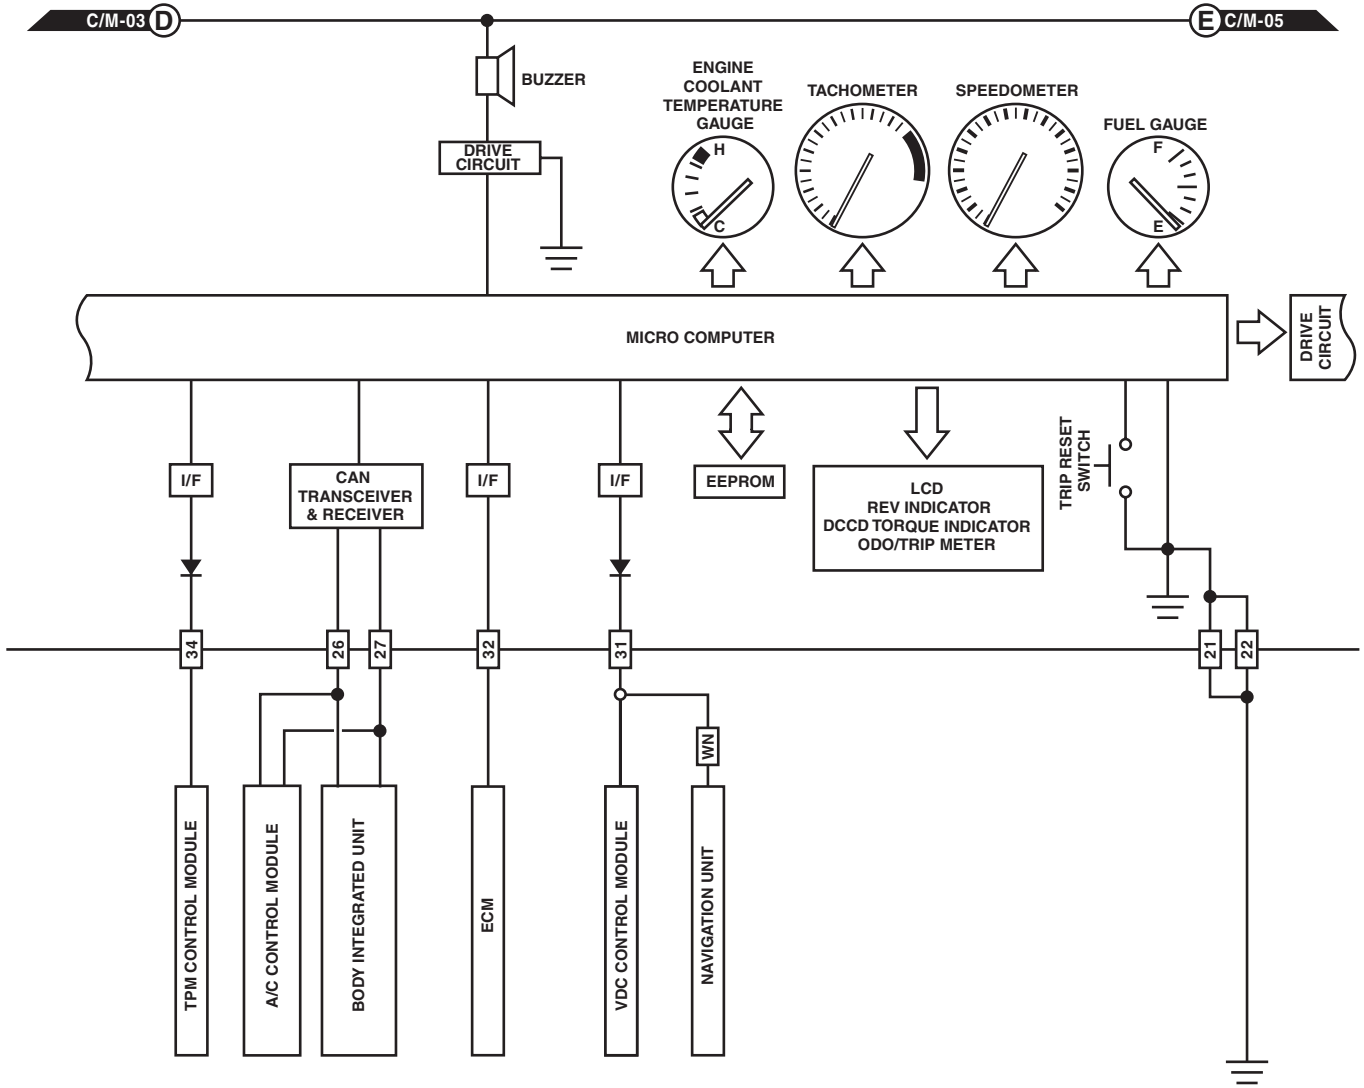 C/M-03 D
E C/M-05
BUZZER
DRIVE
CIRCUIT
ENGINE
COOLANT
TEMPERATURE
GAUGE
H
C
TACHOMETER
SPEEDOMETER
FUEL GAUGE
F
E
MICRO COMPUTER
DRIVE
CIRCUIT
I/F
CAN
TRANSCEIVER
& RECEIVER
I/F
I/F
EEPROM
LCD
REV INDICATOR
DCCD TORQUE INDICATOR
ODO/TRIP METER
TRIP RESET
SWITCH
34
26
27
32
31
21
22
WN
TPM CONTROL MODULE
A/C CONTROL MODULE
BODY INTEGRATED UNIT
ECM
VDC CONTROL MODULE
NAVIGATION UNIT